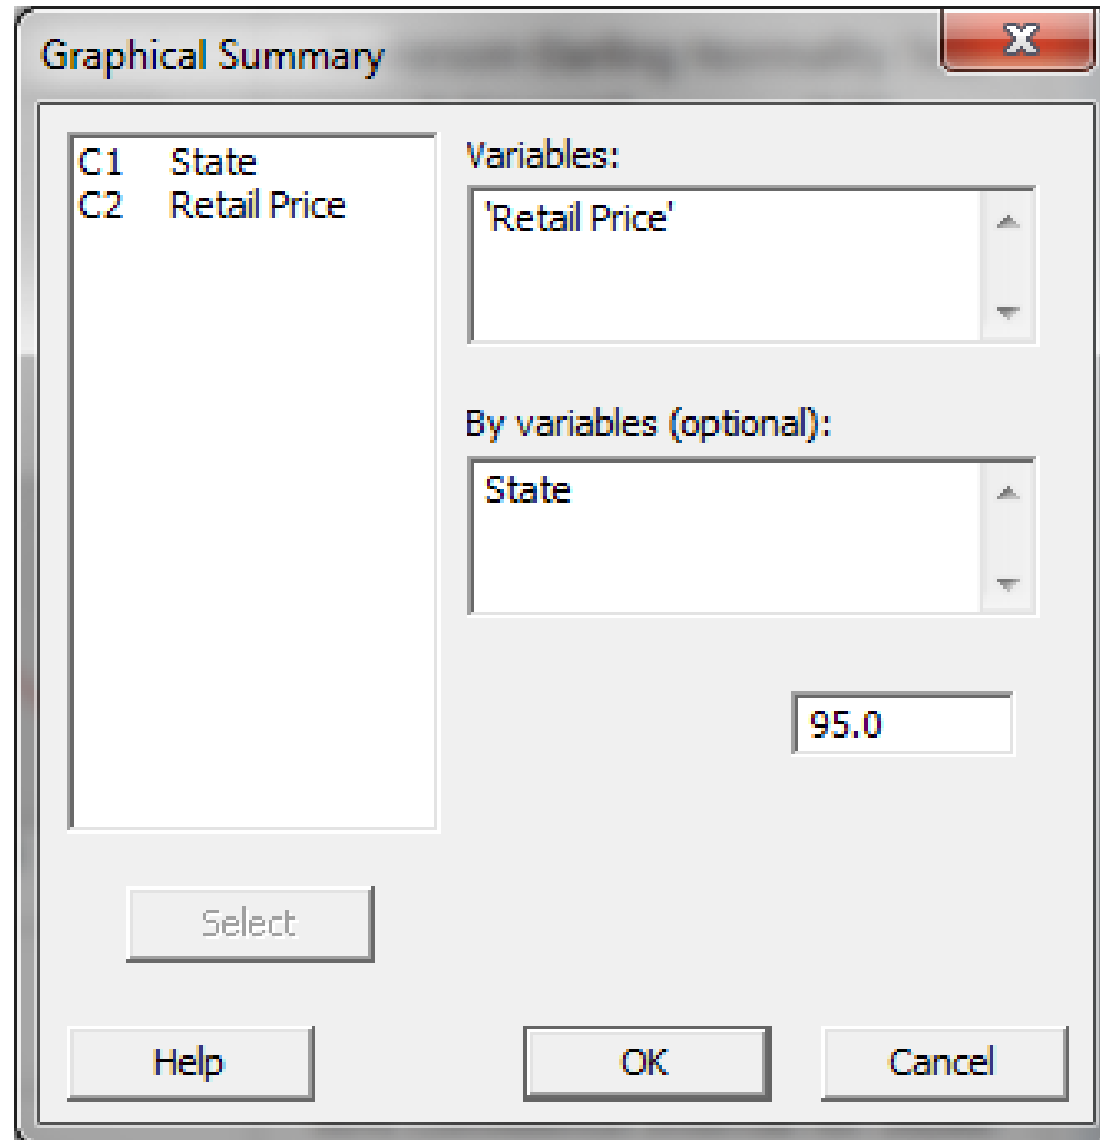 Graphical Summary
C1 State
C2 Retail Price
Variables:
'Retail Price'
By variables (optional):
State
95.0
Select
Help
OK
Cancel